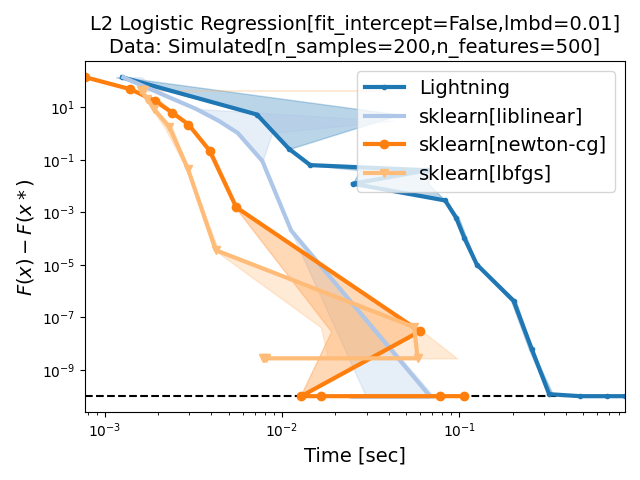 L2 Logistic Regression[fit_intercept=False,lmbd=0.01]
Data: Simulated[n_samples=200,n_features=500]
F(x) − F(x*)
10¹
10⁻¹
10⁻³
10⁻⁵
10⁻⁷
10⁻⁹
Lightning
sklearn[liblinear]
sklearn[newton-cg]
sklearn[lbfgs]
10⁻³
10⁻²
10⁻¹
Time [sec]